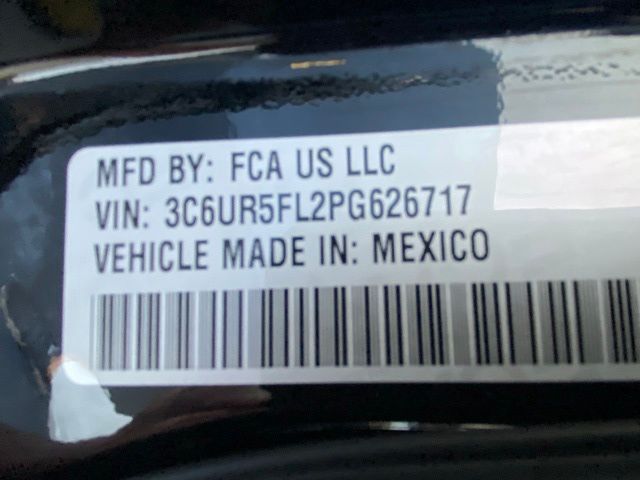 MFD BY: FCA US LLC
VIN: 3C6UR5FL2PG626717
VEHICLE MADE IN: MEXICO